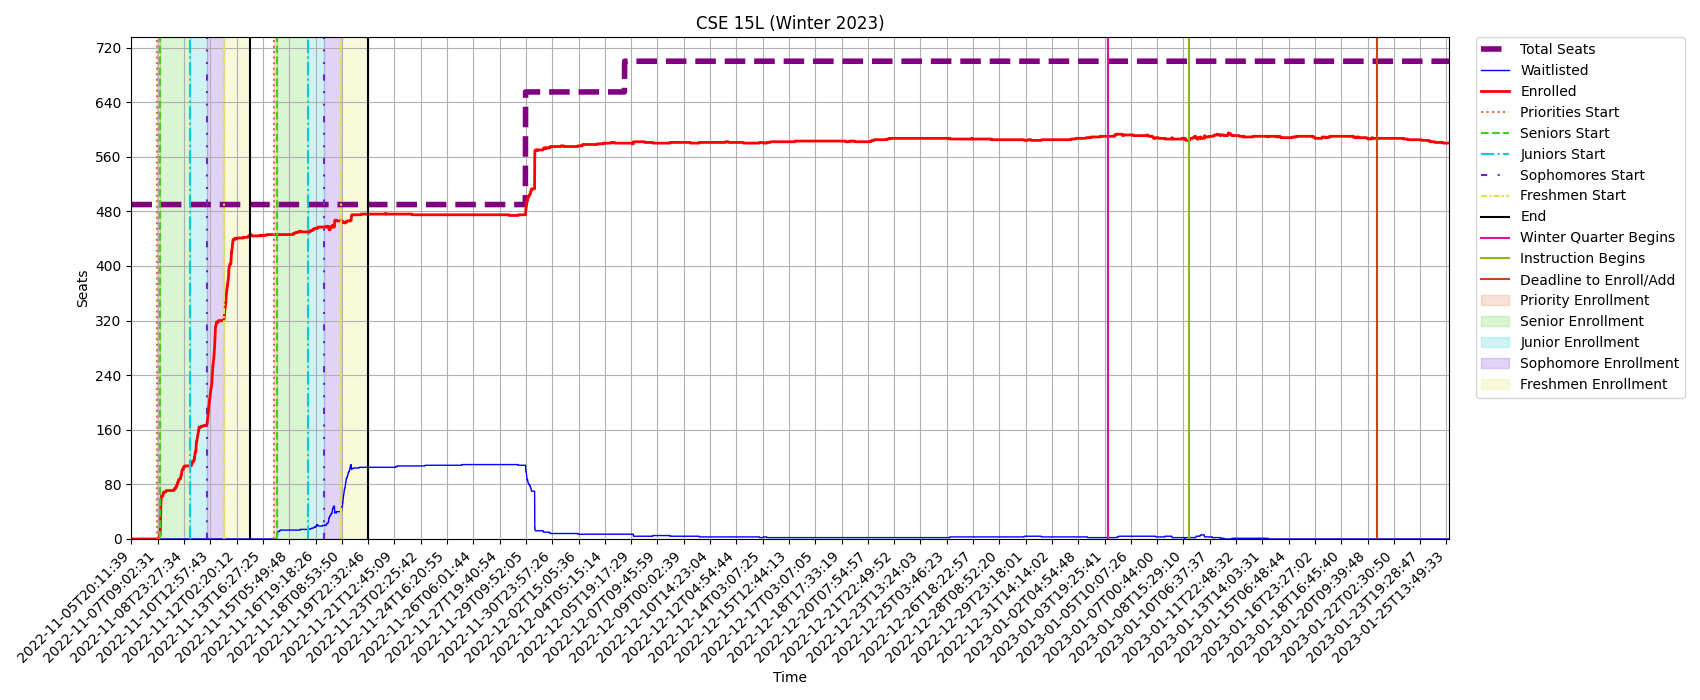 CSE 15L (Winter 2023)
Seats
720
640
560
480
400
320
240
160
80
0
2022-11-05T20:11:39
2022-11-07T09:02:31
2022-11-08T23:27:34
2022-11-10T12:57:43
2022-11-12T02:20:12
2022-11-13T16:27:25
2022-11-15T05:49:48
2022-11-16T19:18:26
2022-11-18T08:53:50
2022-11-19T22:32:46
2022-11-21T12:45:09
2022-11-23T02:25:42
2022-11-24T16:20:55
2022-11-26T06:01:44
2022-11-27T19:40:54
2022-11-29T09:52:05
2022-11-30T23:57:26
2022-12-02T15:05:36
2022-12-04T05:15:14
2022-12-05T19:17:29
2022-12-07T09:45:59
2022-12-09T00:02:39
2022-12-10T14:23:04
2022-12-12T04:54:44
2022-12-14T03:07:25
2022-12-15T12:44:13
2022-12-17T03:07:05
2022-12-18T17:33:19
2022-12-20T07:54:57
2022-12-21T22:49:52
2022-12-23T13:24:03
2022-12-25T03:46:23
2022-12-26T18:22:57
2022-12-28T08:52:20
2022-12-29T23:18:01
2022-12-31T14:14:02
2023-01-02T04:54:48
2023-01-03T19:25:41
2023-01-05T10:07:26
2023-01-07T00:44:00
2023-01-08T15:29:10
2023-01-10T06:37:37
2023-01-11T22:48:32
2023-01-13T14:03:31
2023-01-15T06:48:44
2023-01-16T23:27:02
2023-01-18T16:45:40
2023-01-20T09:39:48
2023-01-22T02:30:50
2023-01-23T19:28:47
2023-01-25T13:49:33
Time
Total Seats
Waitlisted
Enrolled
Priorities Start
Seniors Start
Juniors Start
Sophomores Start
Freshmen Start
End
Winter Quarter Begins
Instruction Begins
Deadline to Enroll/Add
Priority Enrollment
Senior Enrollment
Junior Enrollment
Sophomore Enrollment
Freshmen Enrollment